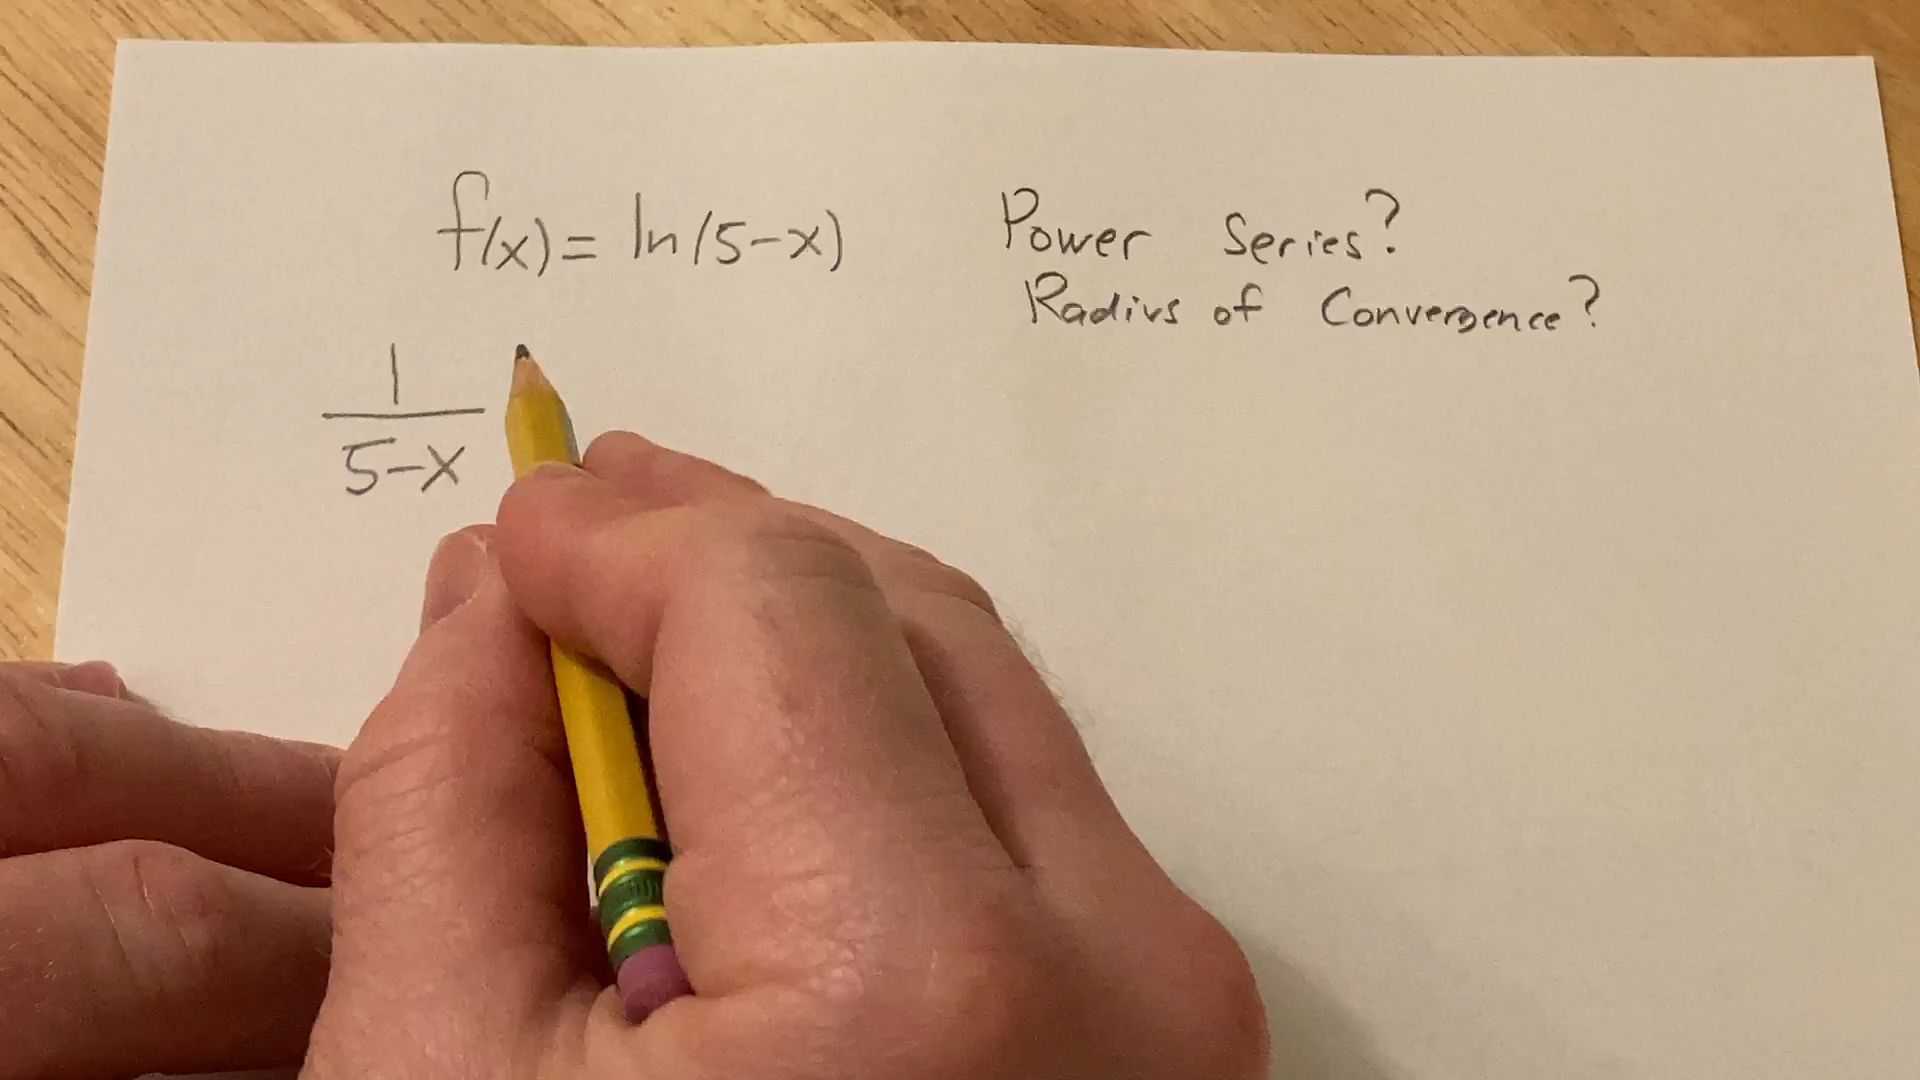 f(x) = ln(5-x)
Power Series?
Radius of Convergence?
1
5-x